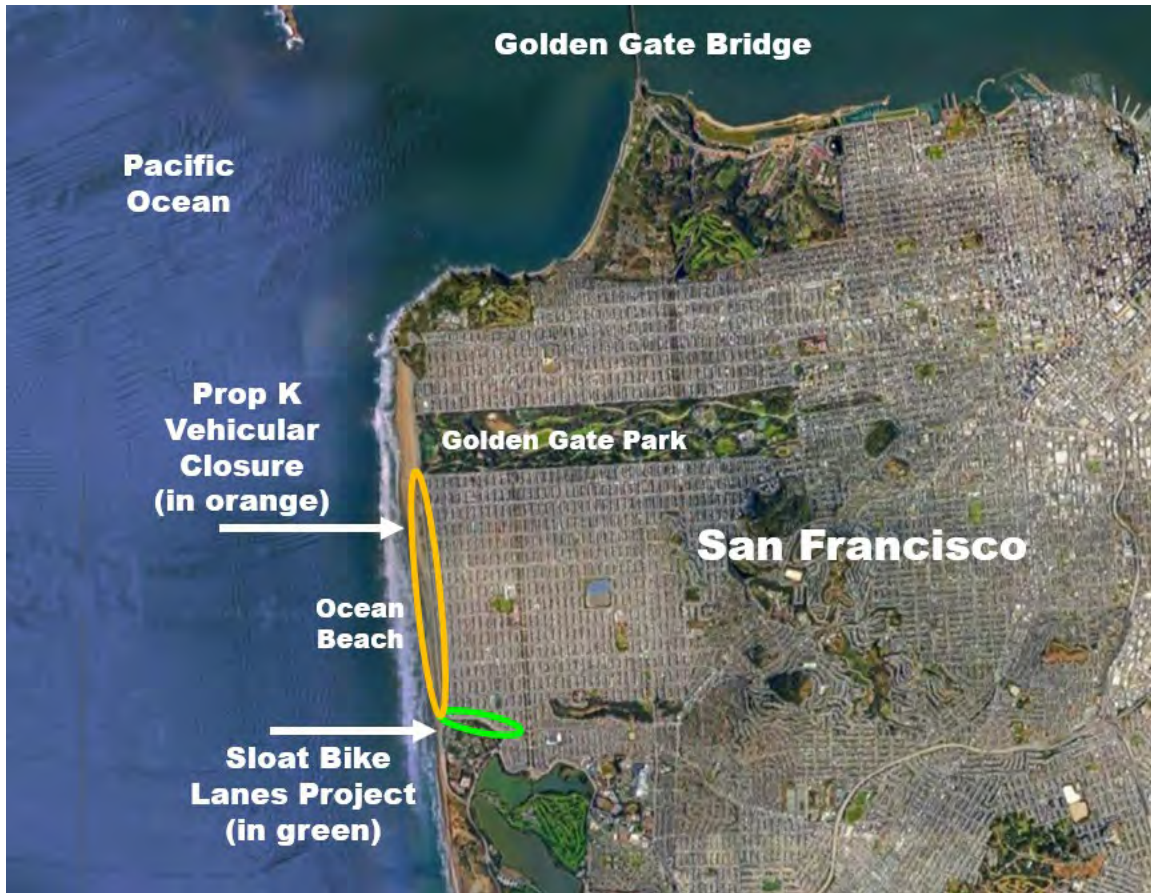 Golden Gate Bridge
Pacific
Ocean
Prop K
Vehicular
Closure
(in orange)
Golden Gate Park
San Francisco
Ocean
Beach
Sloat Bike
Lanes Project
(in green)